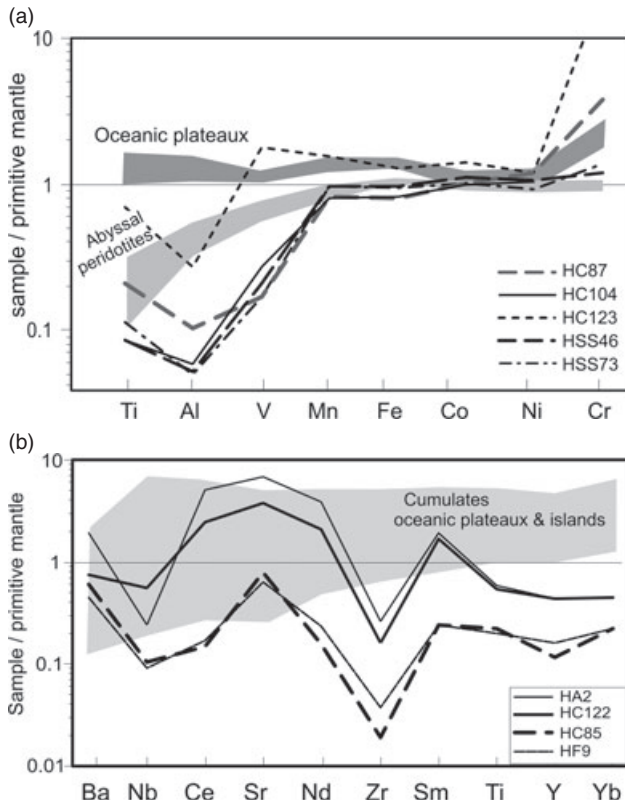 (a)
10
1
0.1
sample / primitive mantle
Oceanic plateaux
Abyssal
peridotites
HC87
HC104
HC123
HSS46
HSS73
Ti Al V Mn Fe Co Ni Cr
(b)
10
1
0.1
0.01
Sample / primitive mantle
Cumulates
oceanic plateaux & islands
HA2
HC122
HC85
HF9
Ba Nb Ce Sr Nd Zr Sm Ti Y Yb